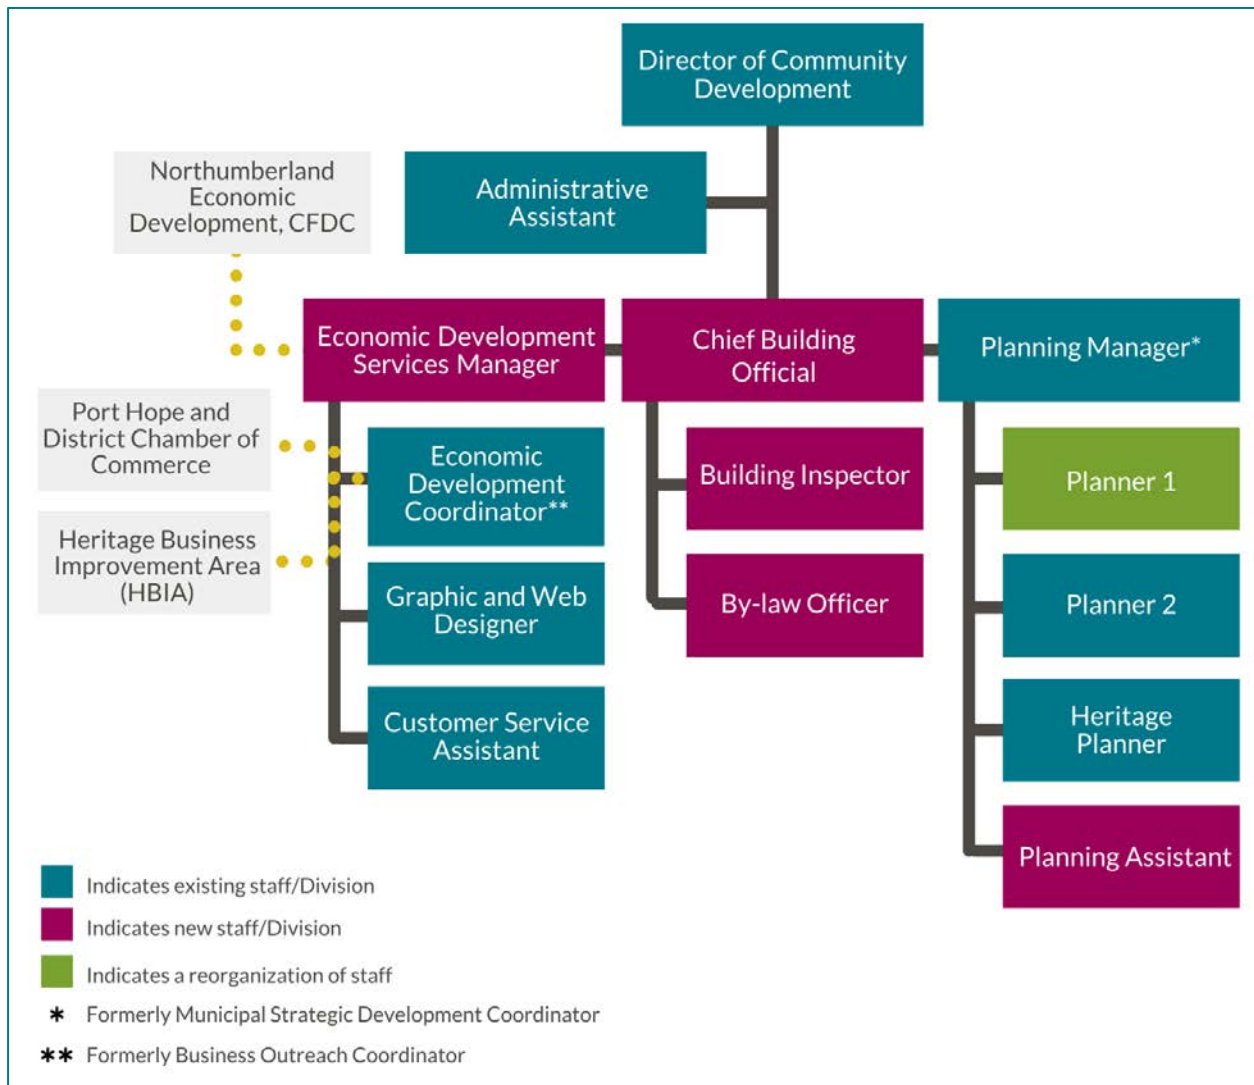 Director of Community
Development
Northumberland
Economic
Development, CFDC
Administrative
Assistant
Economic Development
Services Manager
Chief Building
Official
Planning Manager*
Port Hope and
District Chamber of
Commerce
Heritage Business
Improvement Area
(HBIA)
Economic
Development
Coordinator**
Graphic and Web
Designer
Customer Service
Assistant
Building Inspector
By-law Officer
Planner 1
Planner 2
Heritage
Planner
Planning Assistant
Indicates existing staff/Division
Indicates new staff/Division
Indicates a reorganization of staff
* Formerly Municipal Strategic Development Coordinator
** Formerly Business Outreach Coordinator